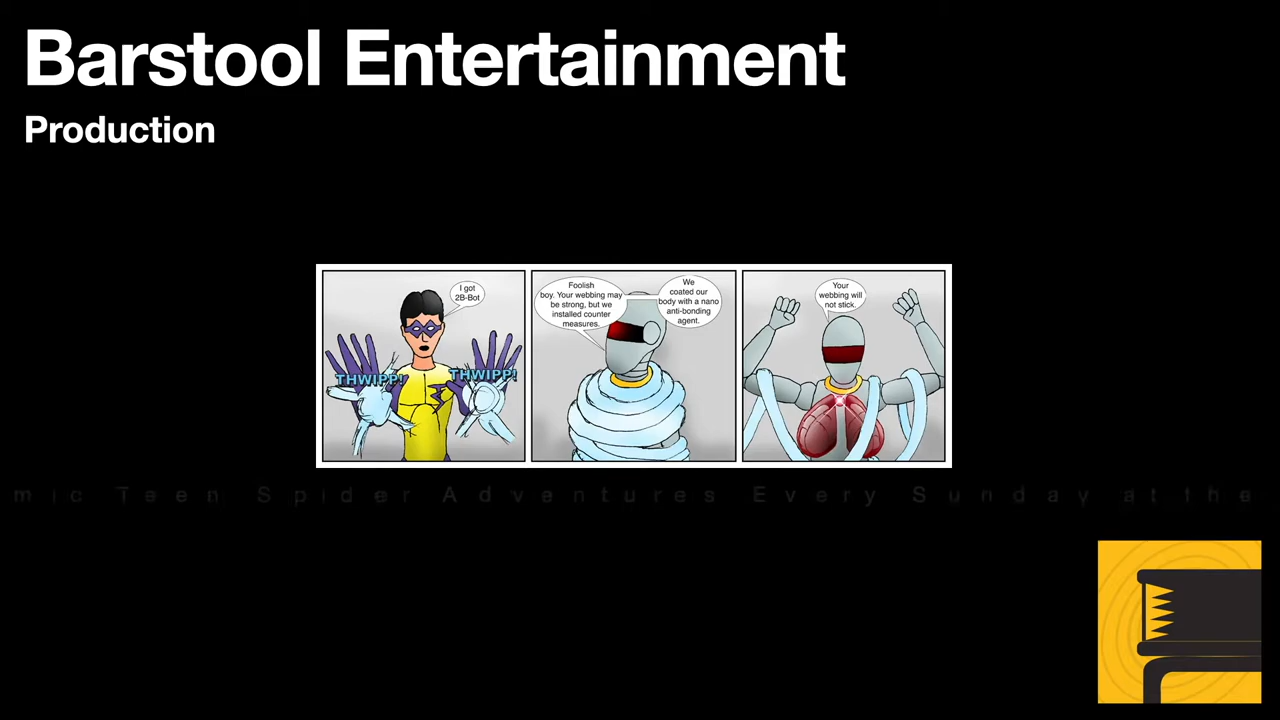 Barstool Entertainment
Production
I got
2B-Bot
THWIPP!
THWIPP!
Foolish
boy. Your webbing may
be strong, but we
installed counter
measures.
We
coated our
body with a nano
anti-bonding
agent.
Your
webbing will
not stick.
mic Teen Spider Adventures Every Sunday at the